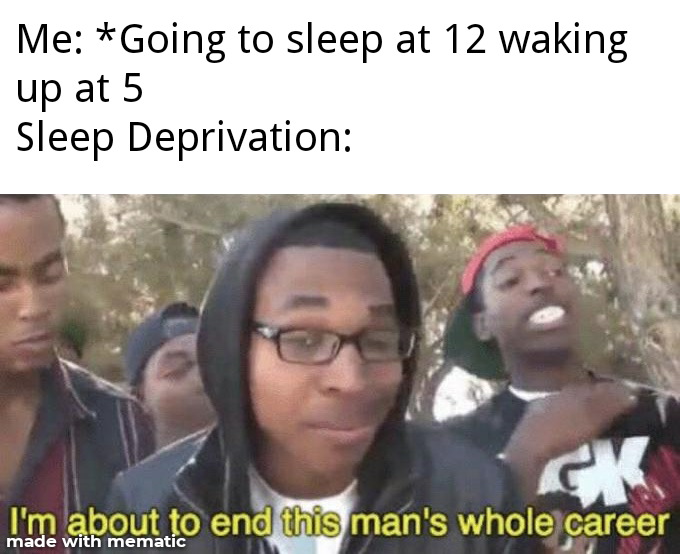 Me: *Going to sleep at 12 waking
up at 5
Sleep Deprivation:
GK
I'm about to end this man's whole career
made with mematic